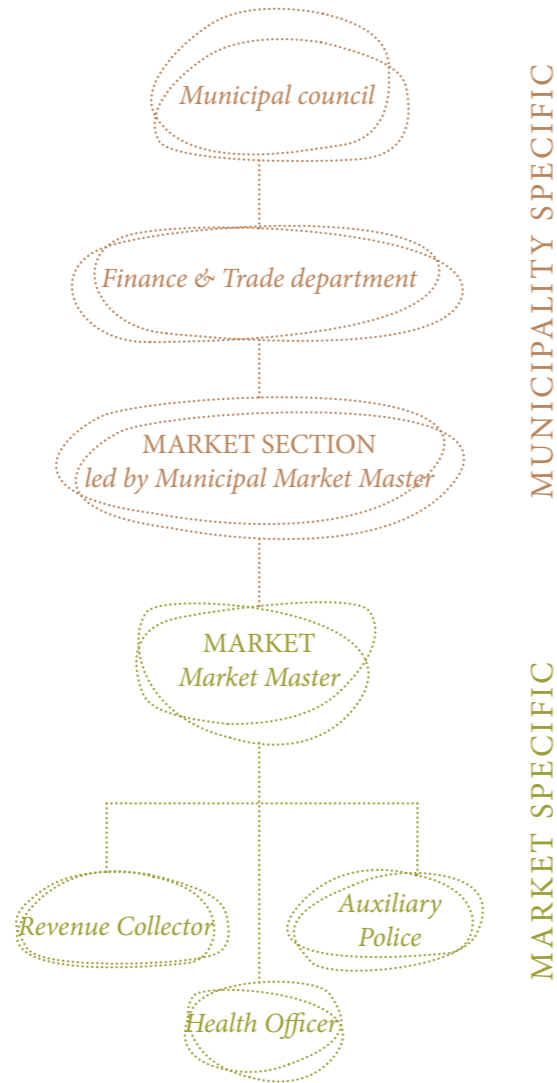 Municipal council
Finance & Trade department
MARKET SECTION
led by Municipal Market Master
MUNICIPALITY SPECIFIC
MARKET
Market Master
Revenue Collector
Auxiliary
Police
Health Officer
MARKET SPECIFIC